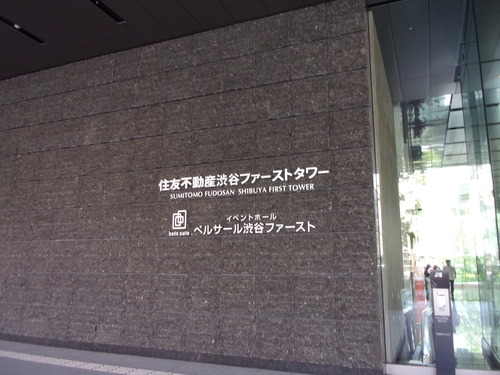 住友不動産渋谷ファーストタワー
SUMITOMO FUDOSAN SHIBUYA FIRST TOWER
イベントホール
ベルサール渋谷ファースト
belle salle